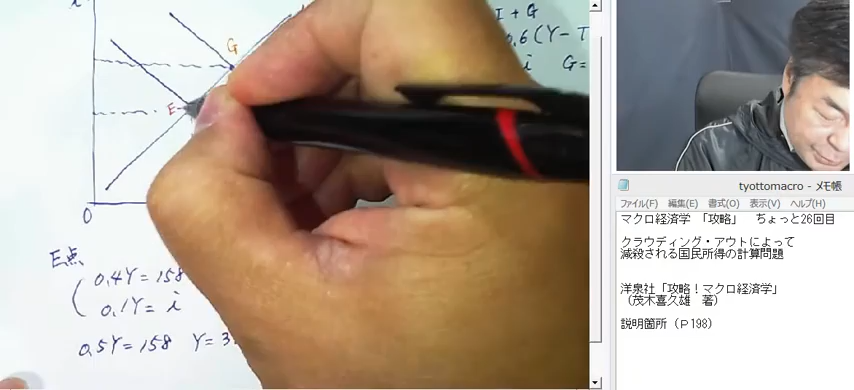 G
E
0
I + G
0.6(Y-T
i G=
E点
0.4Y=158
0.1Y=i
0.5Y=158 Y=3
tyottomacro - メモ帳
ファイル(F) 編集(E) 書式(O) 表示(V) ヘルプ(H)
マクロ経済学 「攻略」 ちょっと26回目
クラウディング・アウトによって
減殺される国民所得の計算問題
洋泉社「攻略！マクロ経済学」
（茂木喜久雄 著）
説明箇所（Ｐ198）